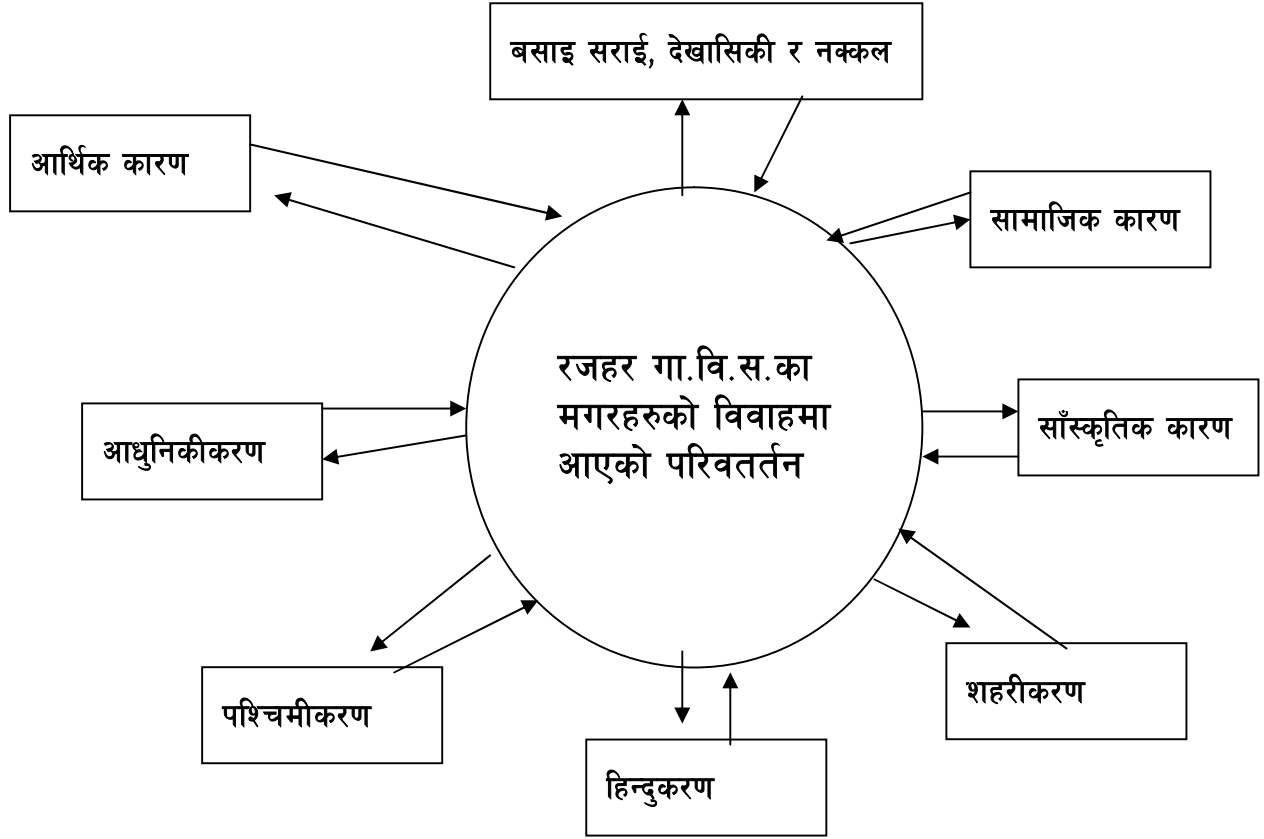 बसाइ सराई, देखासिकी र नक्कल
आर्थिक कारण
सामाजिक कारण
रजहर गा.वि.स.का
मगरहरुको विवाहमा
आएको परिवतर्तन
साँस्कृतिक कारण
आधुनिकीकरण
शहरीकरण
पश्चिमीकरण
हिन्दुकरण